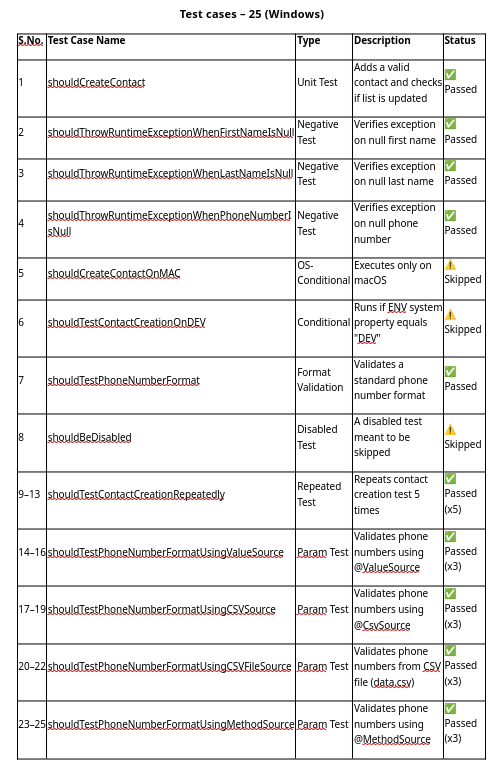 Test cases – 25 (Windows)
S.No. Test Case Name Type Description Status
1 shouldCreateContact Unit Test Adds a valid contact and checks if list is updated ✅ Passed
2 shouldThrowRuntimeExceptionWhenFirstNameIsNull Negative Test Verifies exception on null first name ✅ Passed
3 shouldThrowRuntimeExceptionWhenLastNameIsNull Negative Test Verifies exception on null last name ✅ Passed
4 shouldThrowRuntimeExceptionWhenPhoneNumberIsNull Negative Test Verifies exception on null phone number ✅ Passed
5 shouldCreateContactOnMAC OS-Conditional Executes only on macOS ⚠️ Skipped
6 shouldTestContactCreationOnDEV Conditional Runs if ENV system property equals "DEV" ⚠️ Skipped
7 shouldTestPhoneNumberFormat Format Validation Validates a standard phone number format ✅ Passed
8 shouldBeDisabled Disabled Test A disabled test meant to be skipped ⚠️ Skipped
9–13 shouldTestContactCreationRepeatedly Repeated Test Repeats contact creation test 5 times ✅ Passed (x5)
14–16 shouldTestPhoneNumberFormatUsingValueSource Param Test Validates phone numbers using @ValueSource ✅ Passed (x3)
17–19 shouldTestPhoneNumberFormatUsingCSVSource Param Test Validates phone numbers using @CsvSource ✅ Passed (x3)
20–22 shouldTestPhoneNumberFormatUsingCSVFileSource Param Test Validates phone numbers from CSV file (data.csv) ✅ Passed (x3)
23–25 shouldTestPhoneNumberFormatUsingMethodSource Param Test Validates phone numbers using @MethodSource ✅ Passed (x3)